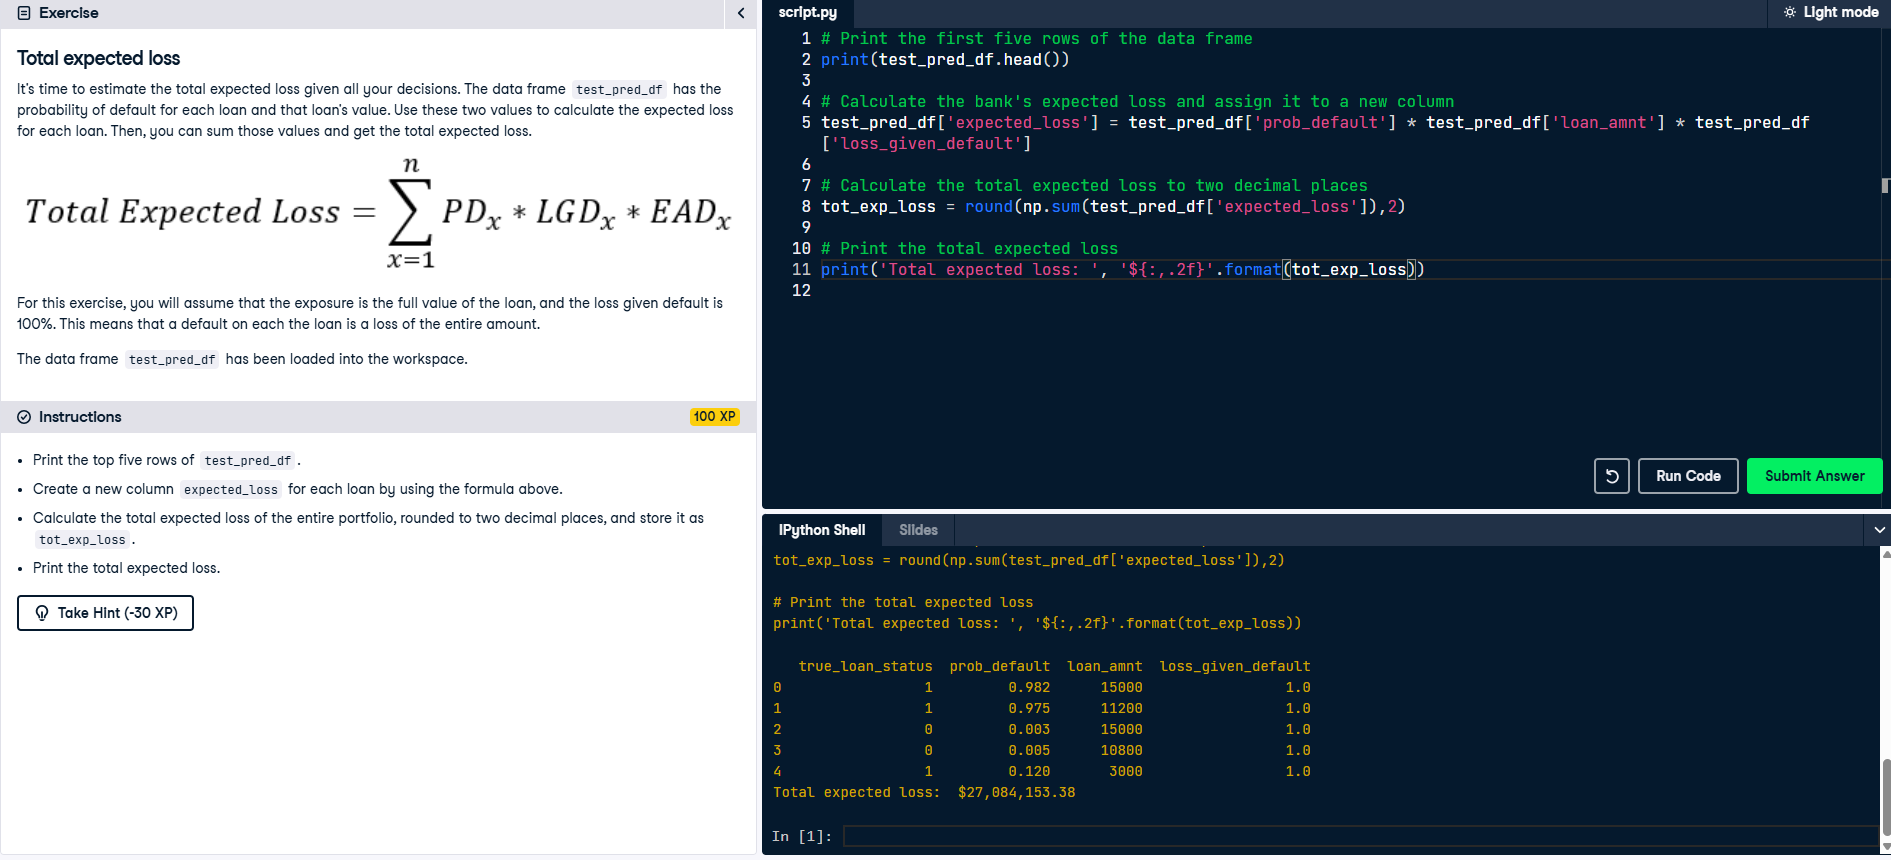 Exercise
Total expected loss
It's time to estimate the total expected loss given all your decisions. The data frame test_pred_df has the
probability of default for each loan and that loan's value. Use these two values to calculate the expected loss
for each loan. Then, you can sum those values and get the total expected loss.
n
Total Expected Loss = ∑ PDx * LGDx * EADx
x=1
For this exercise, you will assume that the exposure is the full value of the loan, and the loss given default is
100%. This means that a default on each the loan is a loss of the entire amount.
The data frame test_pred_df has been loaded into the workspace.
Instructions
100 XP
• Print the top five rows of test_pred_df.
• Create a new column expected_loss for each loan by using the formula above.
• Calculate the total expected loss of the entire portfolio, rounded to two decimal places, and store it as
tot_exp_loss.
• Print the total expected loss.
Take Hint (-30 XP)
script.py
Light mode
1 # Print the first five rows of the data frame
2 print(test_pred_df.head())
3
4 # Calculate the bank's expected loss and assign it to a new column
5 test_pred_df['expected_loss'] = test_pred_df['prob_default'] * test_pred_df['loan_amnt'] * test_pred_df
['loss_given_default']
6
7 # Calculate the total expected loss to two decimal places
8 tot_exp_loss = round(np.sum(test_pred_df['expected_loss']),2)
9
10 # Print the total expected loss
11 print('Total expected loss: ', '${:,.2f}'.format(tot_exp_loss))
12
Run Code
Submit Answer
IPython Shell
Slides
tot_exp_loss = round(np.sum(test_pred_df['expected_loss']),2)
# Print the total expected loss
print('Total expected loss: ', '${:,.2f}'.format(tot_exp_loss))
true_loan_status prob_default loan_amnt loss_given_default
0 1 0.982 15000 1.0
1 1 0.975 11200 1.0
2 0 0.003 15000 1.0
3 0 0.005 10800 1.0
4 1 0.120 3000 1.0
Total expected loss:  $27,084,153.38
In [1]: